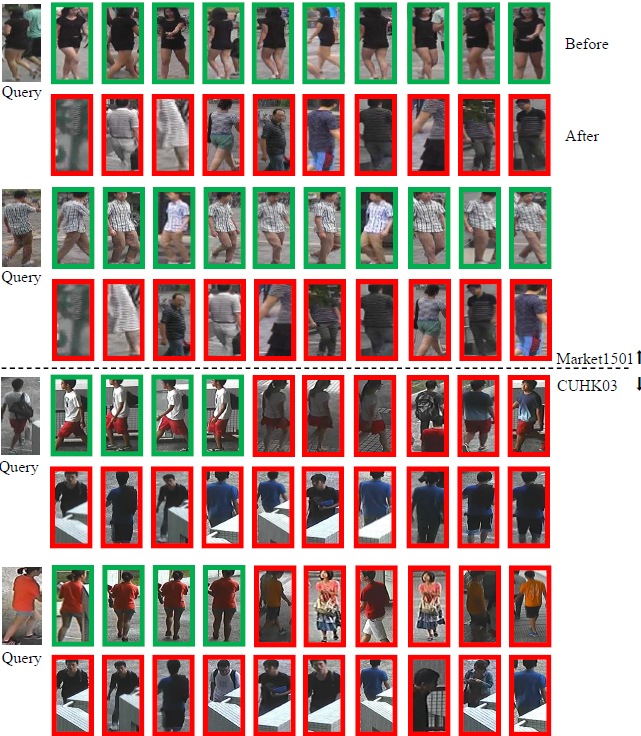 Before
Query
After
Query
Market1501↑
CUHK03 ↓
Query
Query